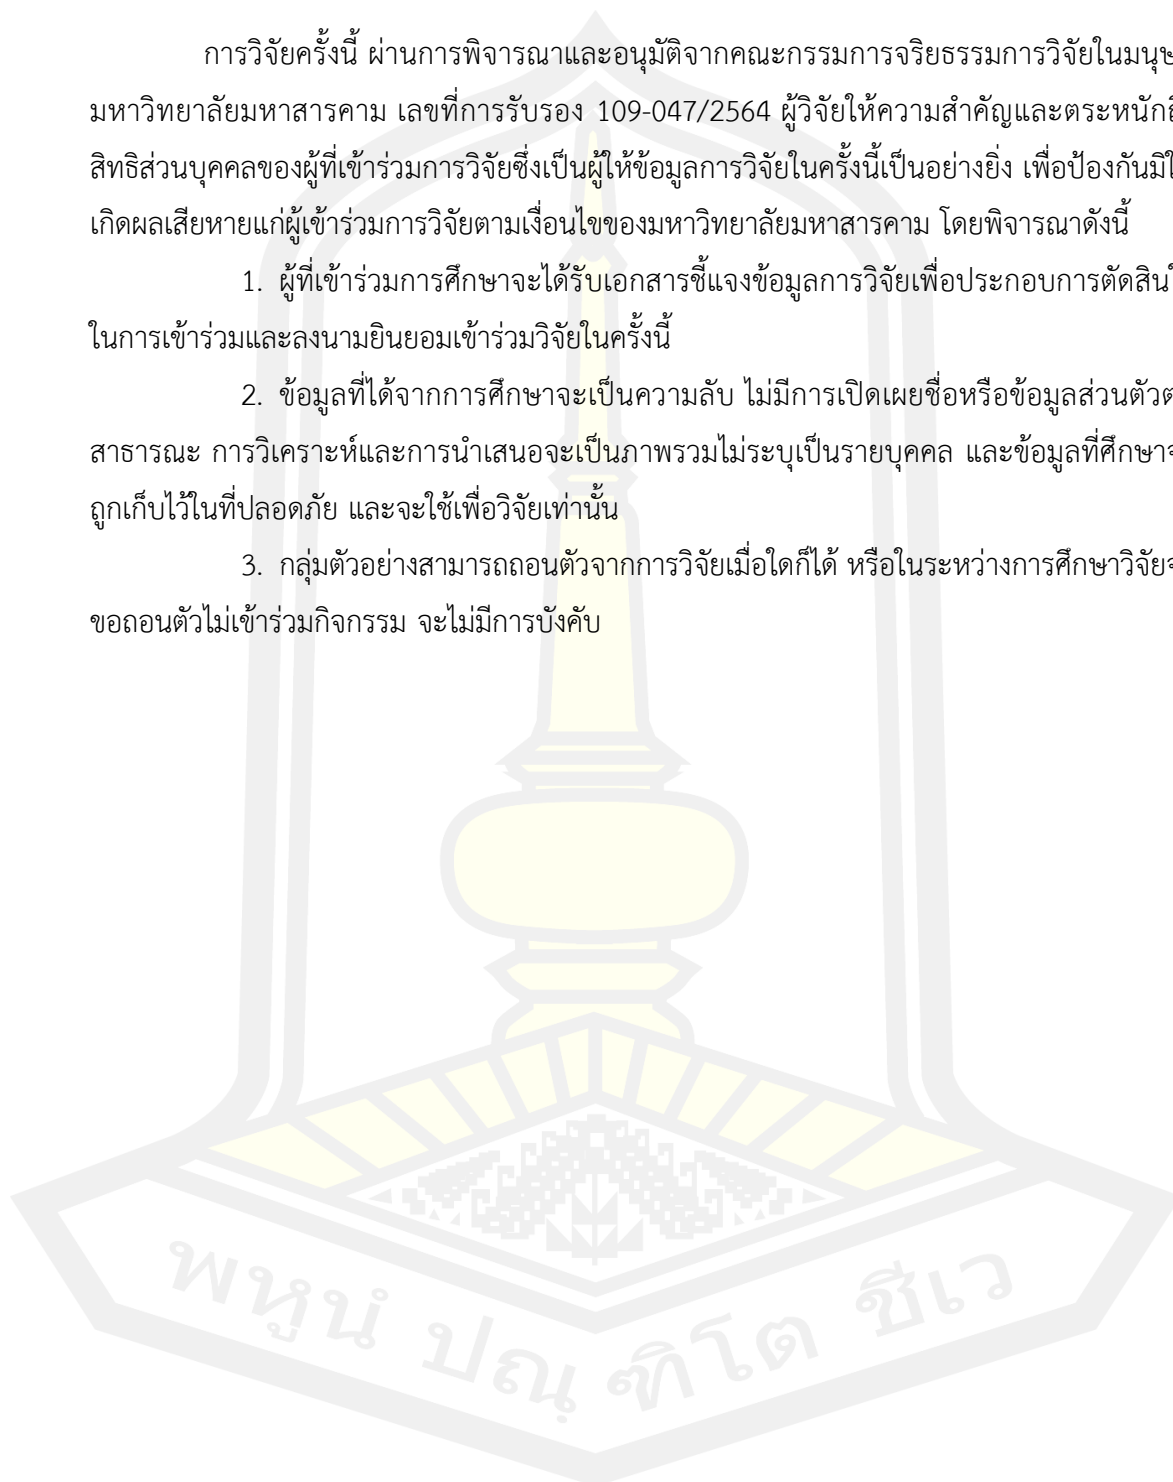 การวิจัยครั้งนี้ ผ่านการพิจารณาและอนุมัติจากคณะกรรมการจริยธรรมการวิจัยในมนุษ
มหาวิทยาลัยมหาสารคาม เลขที่การรับรอง 109-047/2564 ผู้วิจัยให้ความสำคัญและตระหนัก
สิทธิส่วนบุคคลของผู้ที่เข้าร่วมการวิจัยซึ่งเป็นผู้ให้ข้อมูลการวิจัยในครั้งนี้เป็นอย่างยิ่ง เพื่อป้องกันมิ
เกิดผลเสียหายแก่ผู้เข้าร่วมการวิจัยตามเงื่อนไขของมหาวิทยาลัยมหาสารคาม โดยพิจารณาดังนี้
1. ผู้ที่เข้าร่วมการศึกษาจะได้รับเอกสารชี้แจงข้อมูลการวิจัยเพื่อประกอบการตัดสิน
ในการเข้าร่วมและลงนามยินยอมเข้าร่วมวิจัยในครั้งนี้
2. ข้อมูลที่ได้จากการศึกษาจะเป็นความลับ ไม่มีการเปิดเผยชื่อหรือข้อมูลส่วนตัวต
สาธารณะ การวิเคราะห์และการนำเสนอจะเป็นภาพรวมไม่ระบุเป็นรายบุคคล และข้อมูลที่ศึกษาจ
ถูกเก็บไว้ในที่ปลอดภัย และจะใช้เพื่อวิจัยเท่านั้น
3. กลุ่มตัวอย่างสามารถถอนตัวจากการวิจัยเมื่อใดก็ได้ หรือในระหว่างการศึกษาวิจัยจ
ขอถอนตัวไม่เข้าร่วมกิจกรรม จะไม่มีการบังคับ
พหูนํ ปณฺฑิโต ชีเว